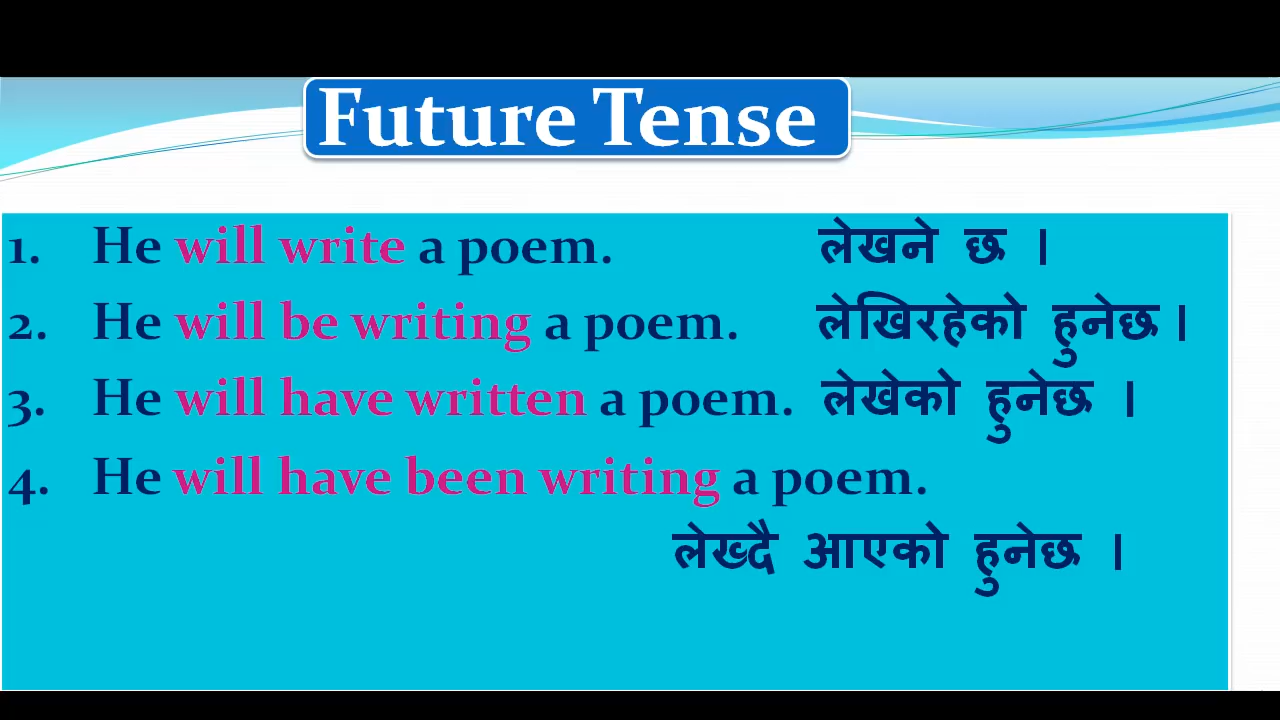 Future Tense
1. He will write a poem. लेखने छ ।
2. He will be writing a poem. लेखिरहेको हुनेछ ।
3. He will have written a poem. लेखेको हुनेछ ।
4. He will have been writing a poem.
लेख्दै आएको हुनेछ ।